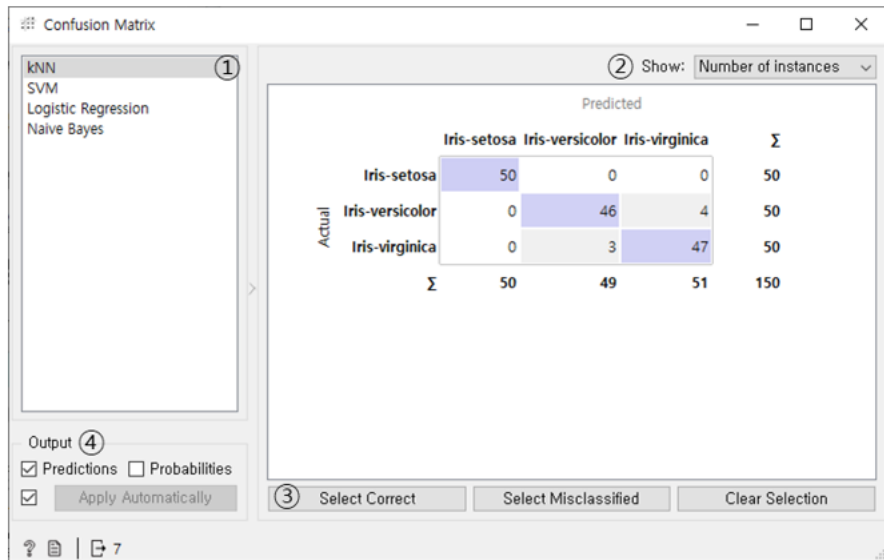 Confusion Matrix
kNN ①
SVM
Logistic Regression
Naive Bayes
② Show: Number of instances
Predicted
Iris-setosa Iris-versicolor Iris-virginica Σ
Iris-setosa 50 0 0 50
Actual
Iris-versicolor 0 46 4 50
Iris-virginica 0 3 47 50
Σ 50 49 51 150
Output ④
Predictions Probabilities
Apply Automatically
③ Select Correct Select Misclassified Clear Selection
? 7